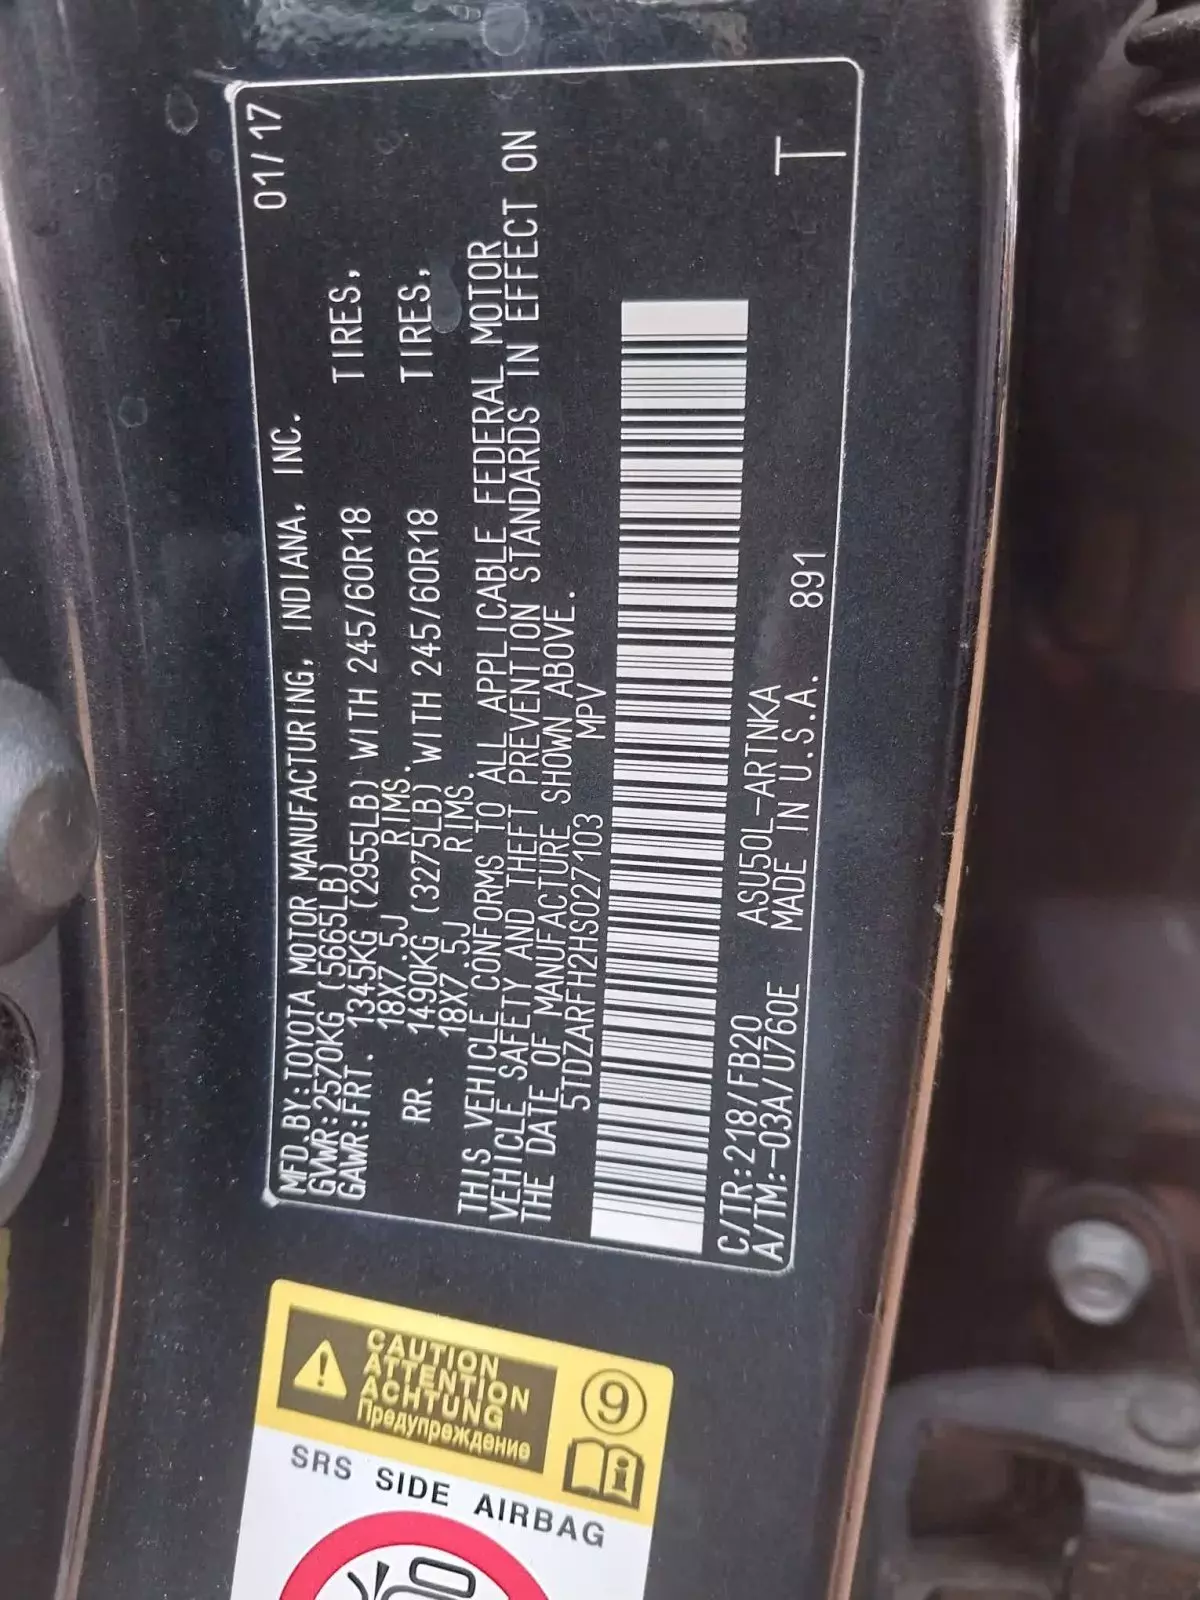 01/17
MFD.BY:TOYOTA MOTOR MANUFACTURING, INDIANA, INC.
GVWR:2570KG (5665LB)
GAWR:FRT. 1345KG (2955LB) WITH 245/60R18 TIRES,
18X7.5J RIMS.
RR. 1490KG (3275LB) WITH 245/60R18 TIRES,
18X7.5J RIMS.
THIS VEHICLE CONFORMS TO ALL APPLICABLE FEDERAL MOTOR
VEHICLE SAFETY AND THEFT PREVENTION STANDARDS IN EFFECT ON
THE DATE OF MANUFACTURE SHOWN ABOVE.
5TDZARFH2HS027103 MPV
C/TR:218/FB20 ASU50L-ARTNKA
A/TM:-03A/U760E MADE IN U.S.A. 891
T
CAUTION
ATTENTION
ACHTUNG
Предупреждение
9
i
SRS SIDE AIRBAG